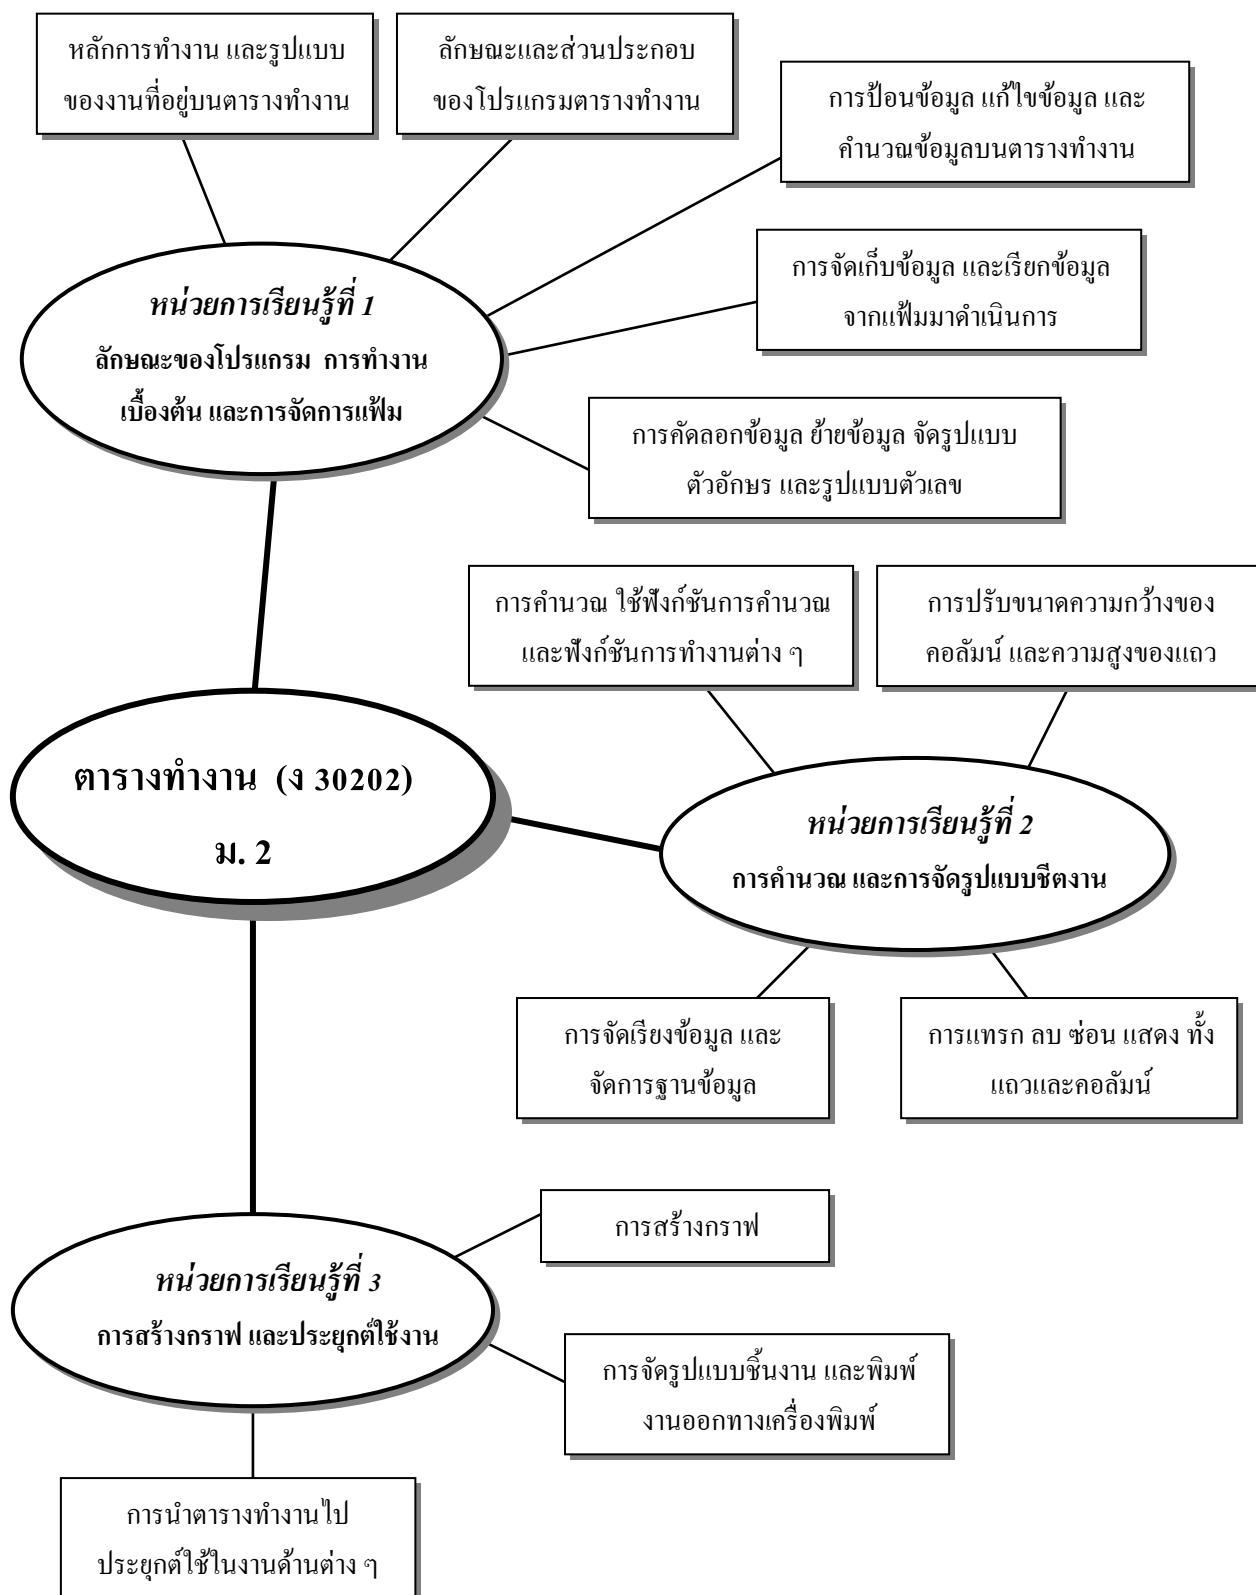 หลักการทำงาน และรูปแบบ
ของงานที่อยู่บนตารางทำงาน
ลักษณะและส่วนประกอบ
ของโปรแกรมตารางทำงาน
การป้อนข้อมูล แก้ไขข้อมูล และ
คำนวณข้อมูลบนตารางทำงาน
การจัดเก็บข้อมูล และเรียกข้อมูล
จากแฟ้มมาดำเนินการ
หน่วยการเรียนรู้ที่ 1
ลักษณะของโปรแกรม การทำงาน
เบื้องต้น และการจัดการแฟ้ม
การคัดลอกข้อมูล ย้ายข้อมูล จัดรูปแบบ
ตัวอักษร และรูปแบบตัวเลข
การคำนวณ ใช้ฟังก์ชันการคำนวณ
และฟังก์ชันการทำงานต่าง ๆ
การปรับขนาดความกว้างของ
คอลัมน์ และความสูงของแถว
ตารางทำงาน (ง 30202)
ม. 2
หน่วยการเรียนรู้ที่ 2
การคำนวณ และการจัดรูปแบบชีตงาน
การจัดเรียงข้อมูล และ
จัดการฐานข้อมูล
การแทรก ลบ ซ่อน แสดง ทั้ง
แถวและคอลัมน์
การสร้างกราฟ
หน่วยการเรียนรู้ที่ 3
การสร้างกราฟ และประยุกต์ใช้งาน
การจัดรูปแบบชิ้นงาน และพิมพ์
งานออกทางเครื่องพิมพ์
การนำตารางทำงานไป
ประยุกต์ใช้ในงานด้านต่าง ๆ